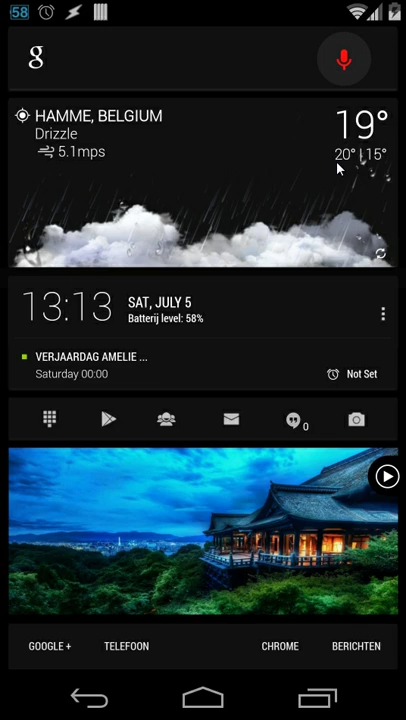 58
g
HAMME, BELGIUM
Drizzle
5.1mps
19°
20° | 15°
13:13
SAT, JULY 5
Batterij level: 58%
VERJAARDAG AMELIE ...
Saturday 00:00
Not Set
0
GOOGLE +
TELEFOON
CHROME
BERICHTEN